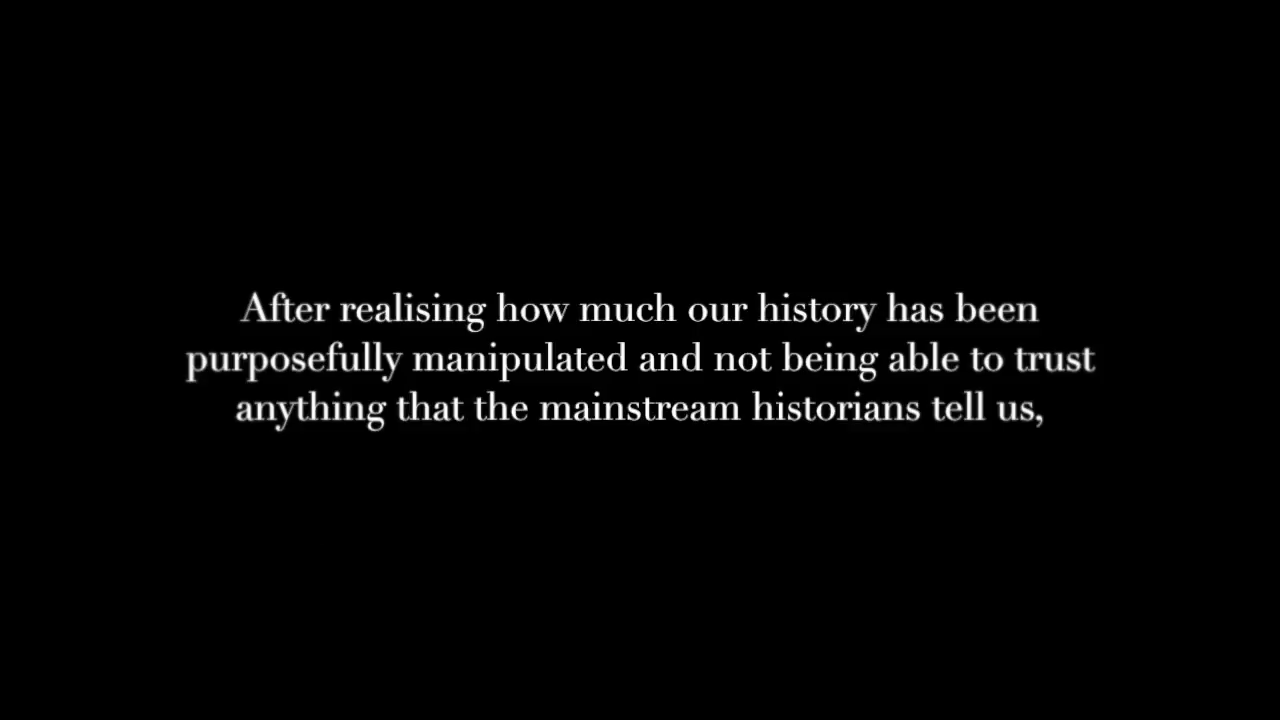 After realising how much our history has been
purposefully manipulated and not being able to trust
anything that the mainstream historians tell us,